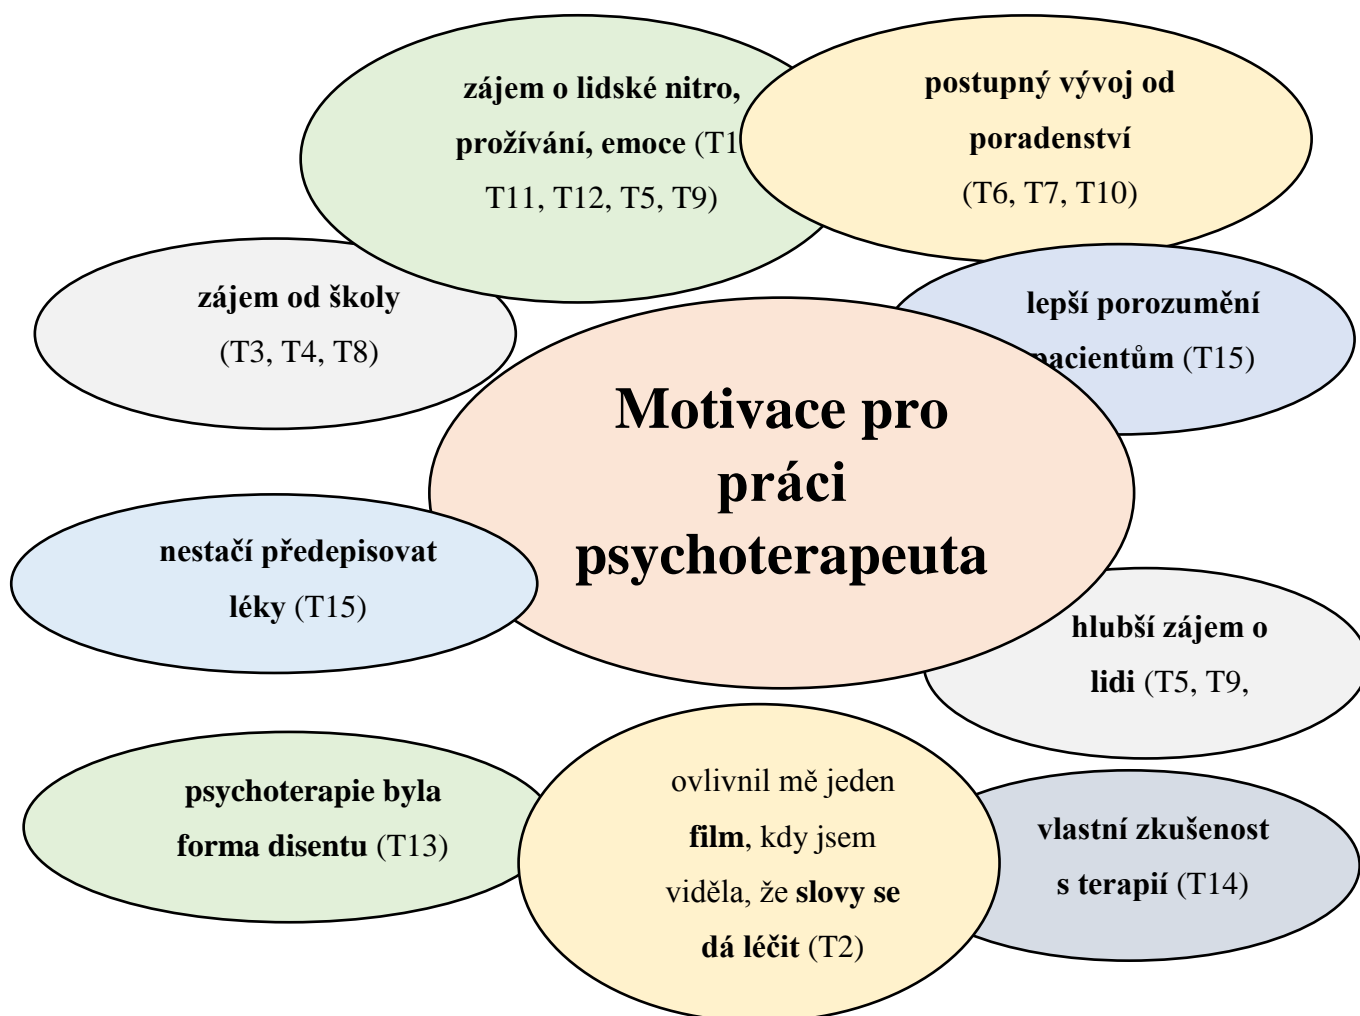 zájem o lidské nitro,
prožívání, emoce (T1
T11, T12, T5, T9)
postupný vývoj od
poradenství
(T6, T7, T10)
zájem od školy
(T3, T4, T8)
lepší porozumění
pacientům (T15)
Motivace pro
práci
psychoterapeuta
nestačí předepisovat
léky (T15)
hlubší zájem o
lidi (T5, T9,
psychoterapie byla
forma disentu (T13)
ovlivnil mě jeden
film, kdy jsem
viděla, že slovy se
dá léčit (T2)
vlastní zkušenost
s terapií (T14)